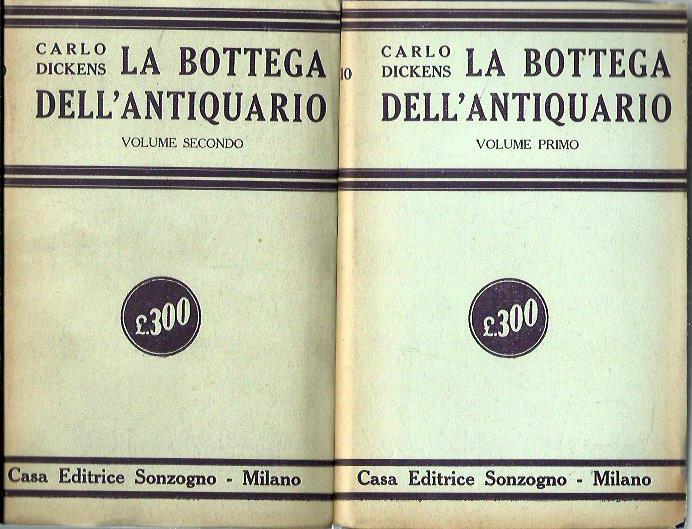 CARLO
DICKENS
LA BOTTEGA
DELL'ANTIQUARIO
VOLUME SECONDO
£.300
Casa Editrice Sonzogno - Milano
CARLO
DICKENS
LA BOTTEGA
DELL'ANTIQUARIO
VOLUME PRIMO
£.300
Casa Editrice Sonzogno - Milano